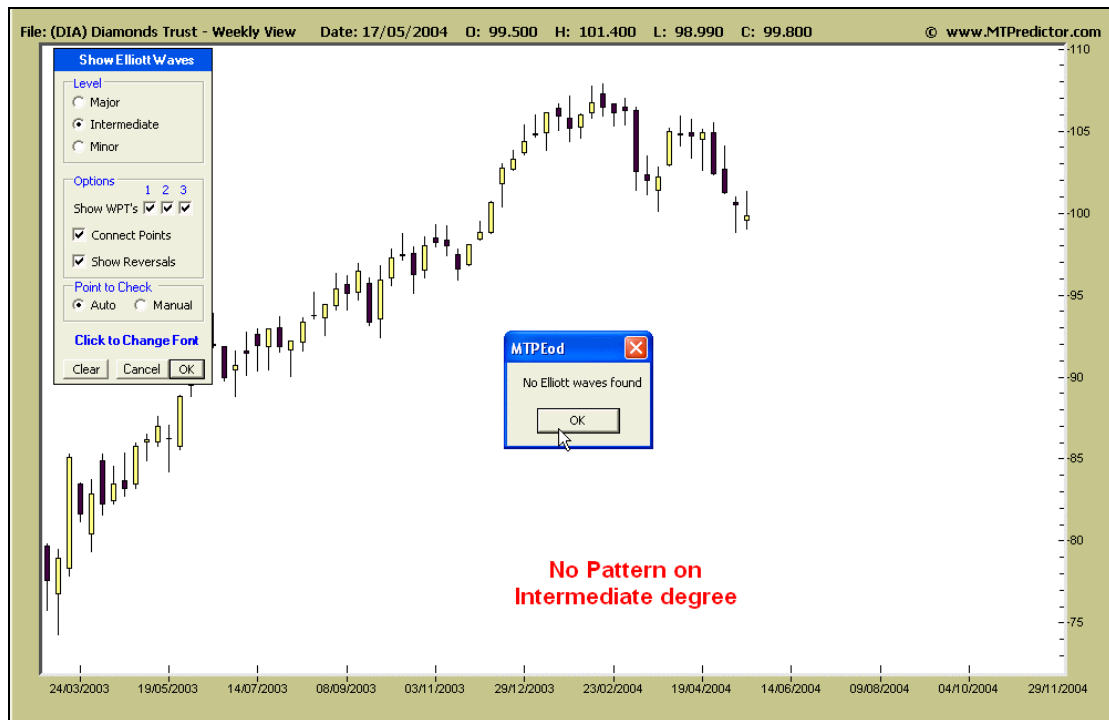 File: (DIA) Diamonds Trust - Weekly View Date: 17/05/2004 O: 99.500 H: 101.400 L: 98.990 C: 99.800 © www.MTPredictor.com
Show Elliott Waves
Level
Major
Intermediate
Minor
Options
1 2 3
Show WPT's
Connect Points
Show Reversals
Point to Check
Auto Manual
Click to Change Font
Clear Cancel OK
MTPEod
No Elliott waves found
OK
No Pattern on
Intermediate degree
110
105
100
95
90
85
80
75
24/03/2003 19/05/2003 14/07/2003 08/09/2003 03/11/2003 29/12/2003 23/02/2004 19/04/2004 14/06/2004 09/08/2004 04/10/2004 29/11/2004